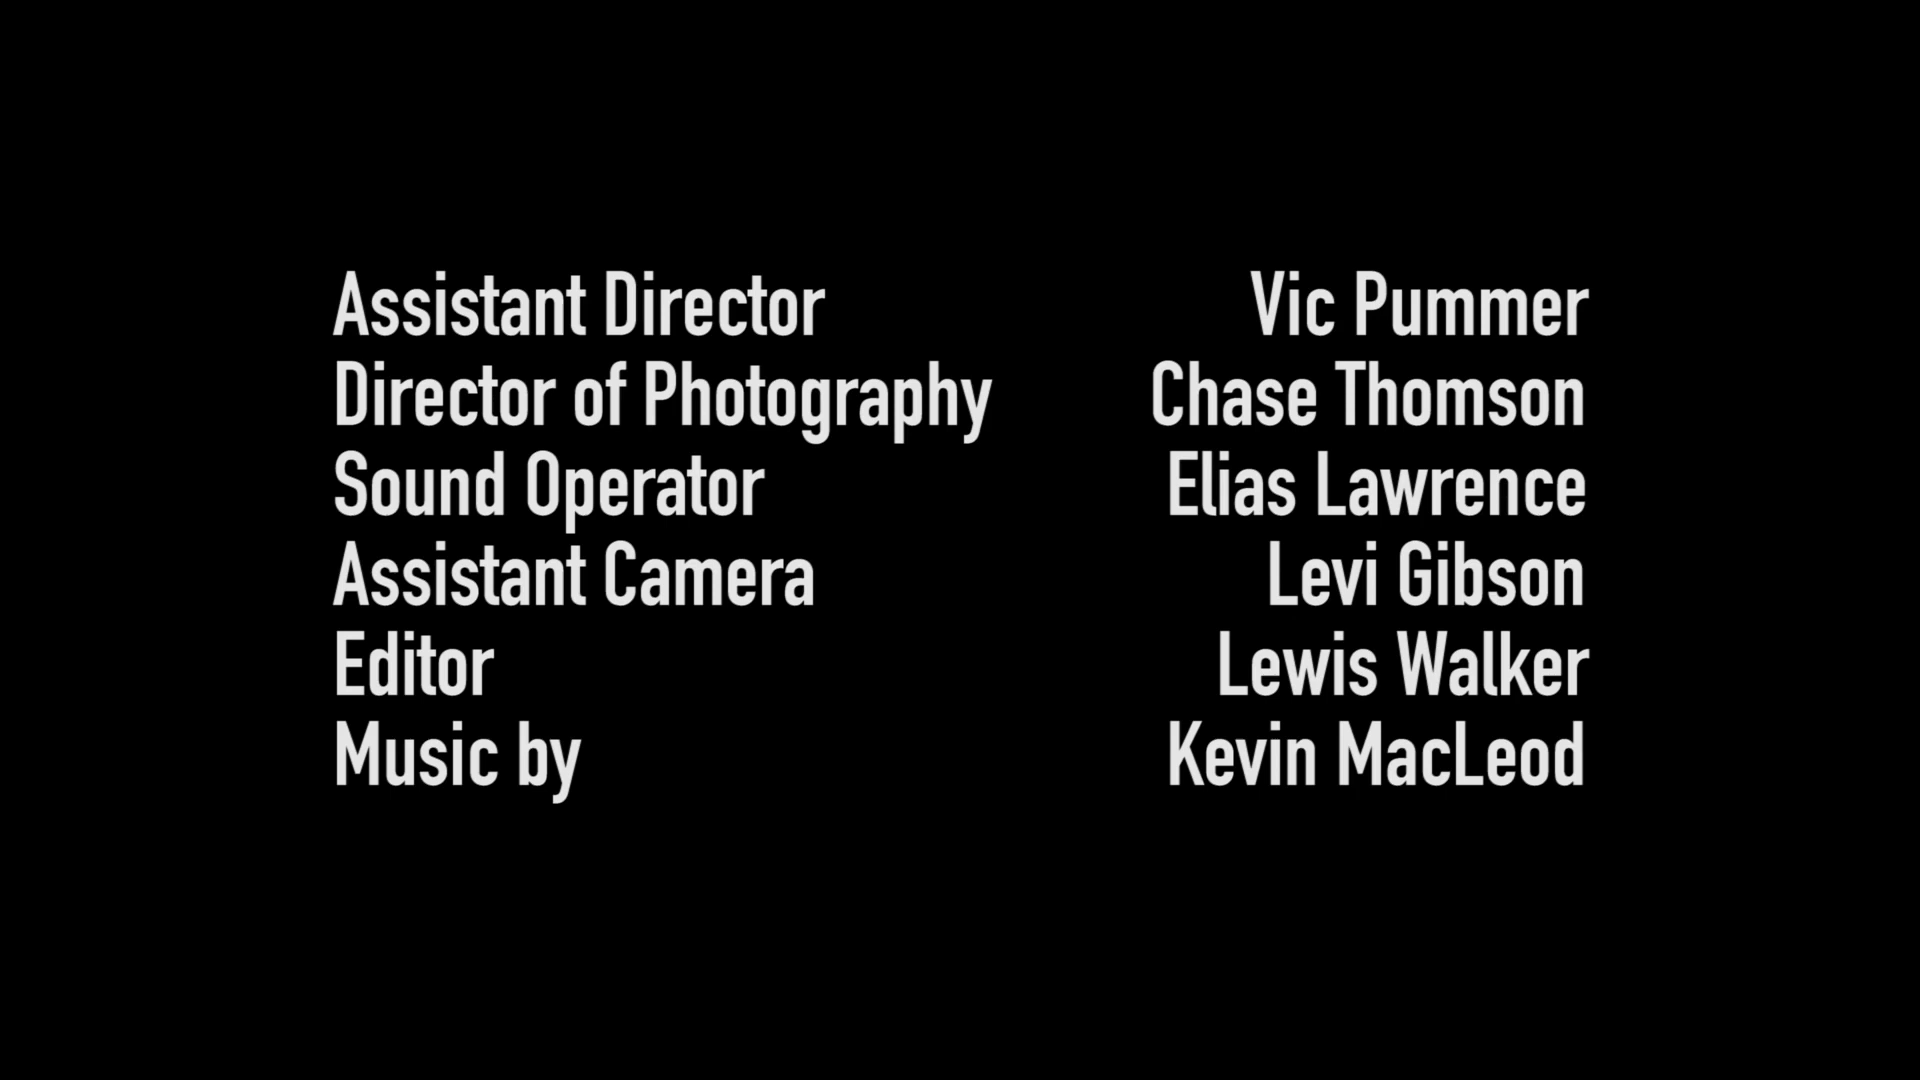 Assistant Director Vic Pummer
Director of Photography Chase Thomson
Sound Operator Elias Lawrence
Assistant Camera Levi Gibson
Editor Lewis Walker
Music by Kevin MacLeod